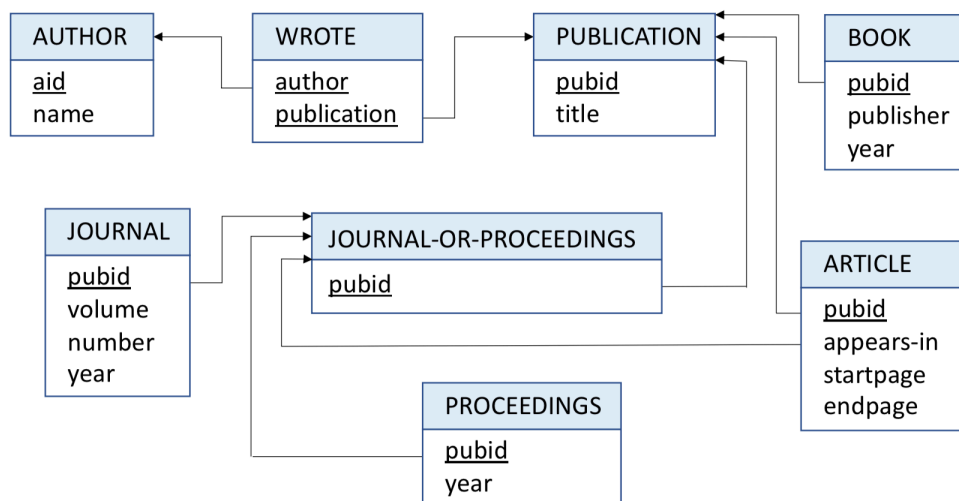 AUTHOR
aid
name
WROTE
author
publication
PUBLICATION
pubid
title
BOOK
pubid
publisher
year
JOURNAL
pubid
volume
number
year
JOURNAL-OR-PROCEEDINGS
pubid
ARTICLE
pubid
appears-in
startpage
endpage
PROCEEDINGS
pubid
year